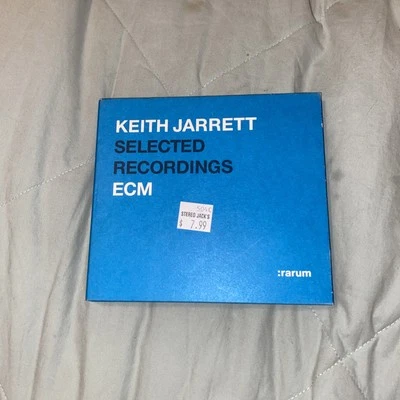 KEITH JARRETT
SELECTED
RECORDINGS
ECM
STEREO JACK'S
$ 7.99
:rarum